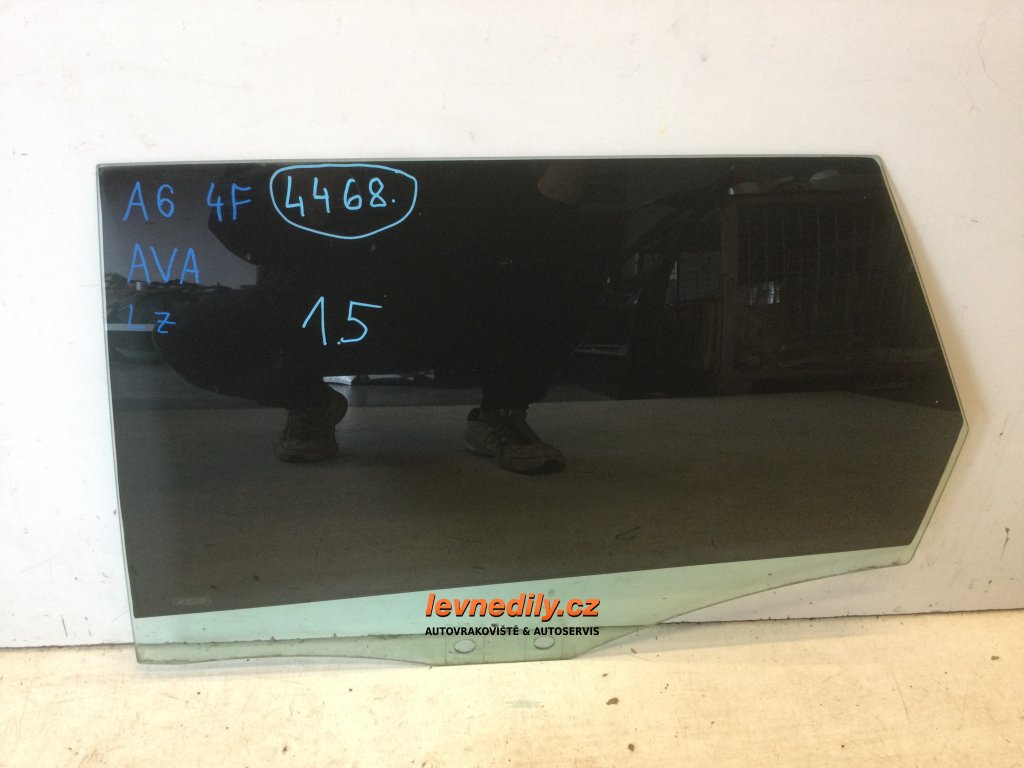 A6 4F 4468.
AVA
LZ 1.5
levnedily.cz
AUTOVRAKOVIŠTĚ & AUTOSERVIS